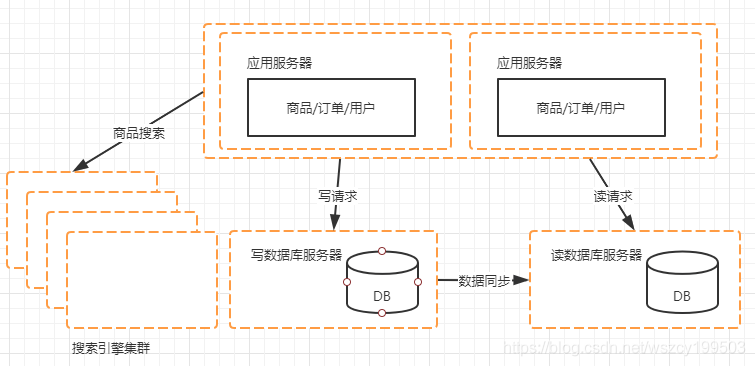 应用服务器
应用服务器
商品/订单/用户
商品/订单/用户
商品搜索
写请求
读请求
写数据库服务器
DB
数据同步
读数据库服务器
DB
搜索引擎集群
https://blog.csdn.net/wszcy199503